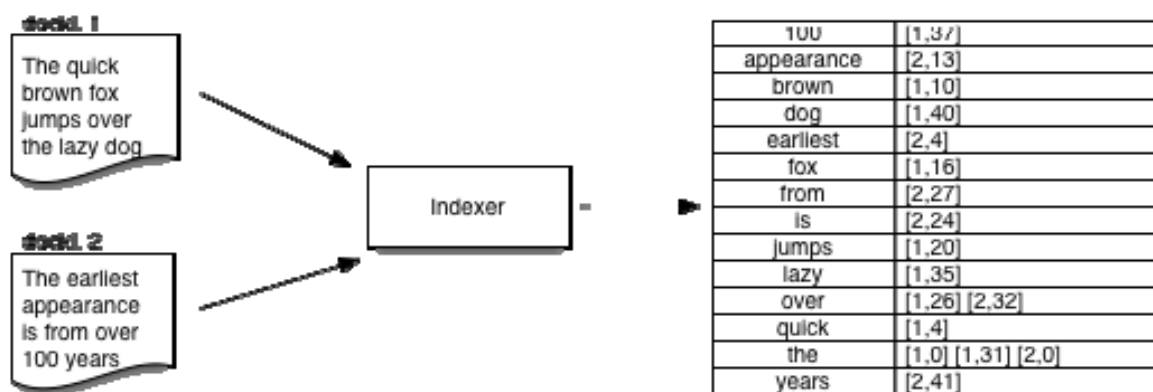 docid. 1
The quick
brown fox
jumps over
the lazy dog
docid. 2
The earliest
appearance
is from over
100 years
Indexer
100 [1,37]
appearance [2,13]
brown [1,10]
dog [1,40]
earliest [2,4]
fox [1,16]
from [2,27]
is [2,24]
jumps [1,20]
lazy [1,35]
over [1,26] [2,32]
quick [1,4]
the [1,0] [1,31] [2,0]
years [2,41]